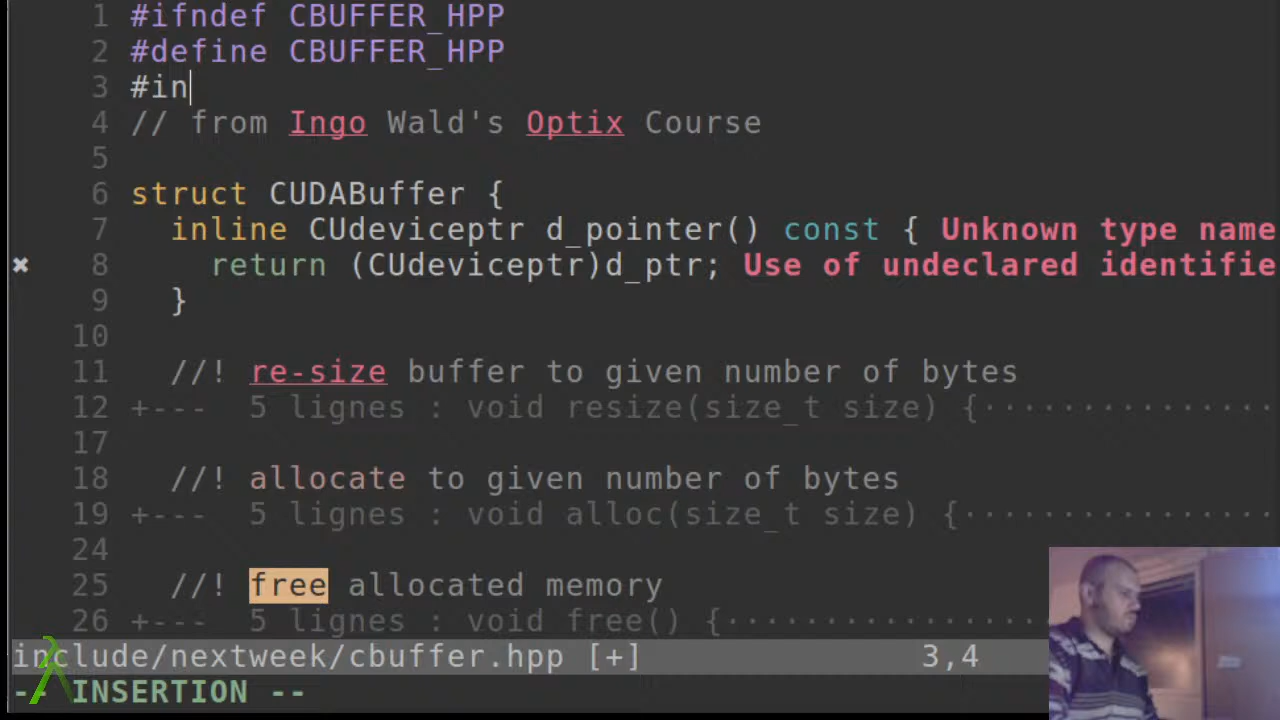 1 #ifndef CBUFFER_HPP
2 #define CBUFFER_HPP
3 #in
4 // from Ingo Wald's Optix Course
5
6 struct CUDABuffer {
7 inline CUdeviceptr d_pointer() const { Unknown type name
✖ 8 return (CUdeviceptr)d_ptr; Use of undeclared identifie
9 }
10
11 //! re-size buffer to given number of bytes
12 +--- 5 lignes : void resize(size_t size) {·······························
17
18 //! allocate to given number of bytes
19 +--- 5 lignes : void alloc(size_t size) {································
24
25 //! free allocated memory
26 +--- 5 lignes : void free() {·················
include/nextweek/cbuffer.hpp [+] 3,4
-- INSERTION --